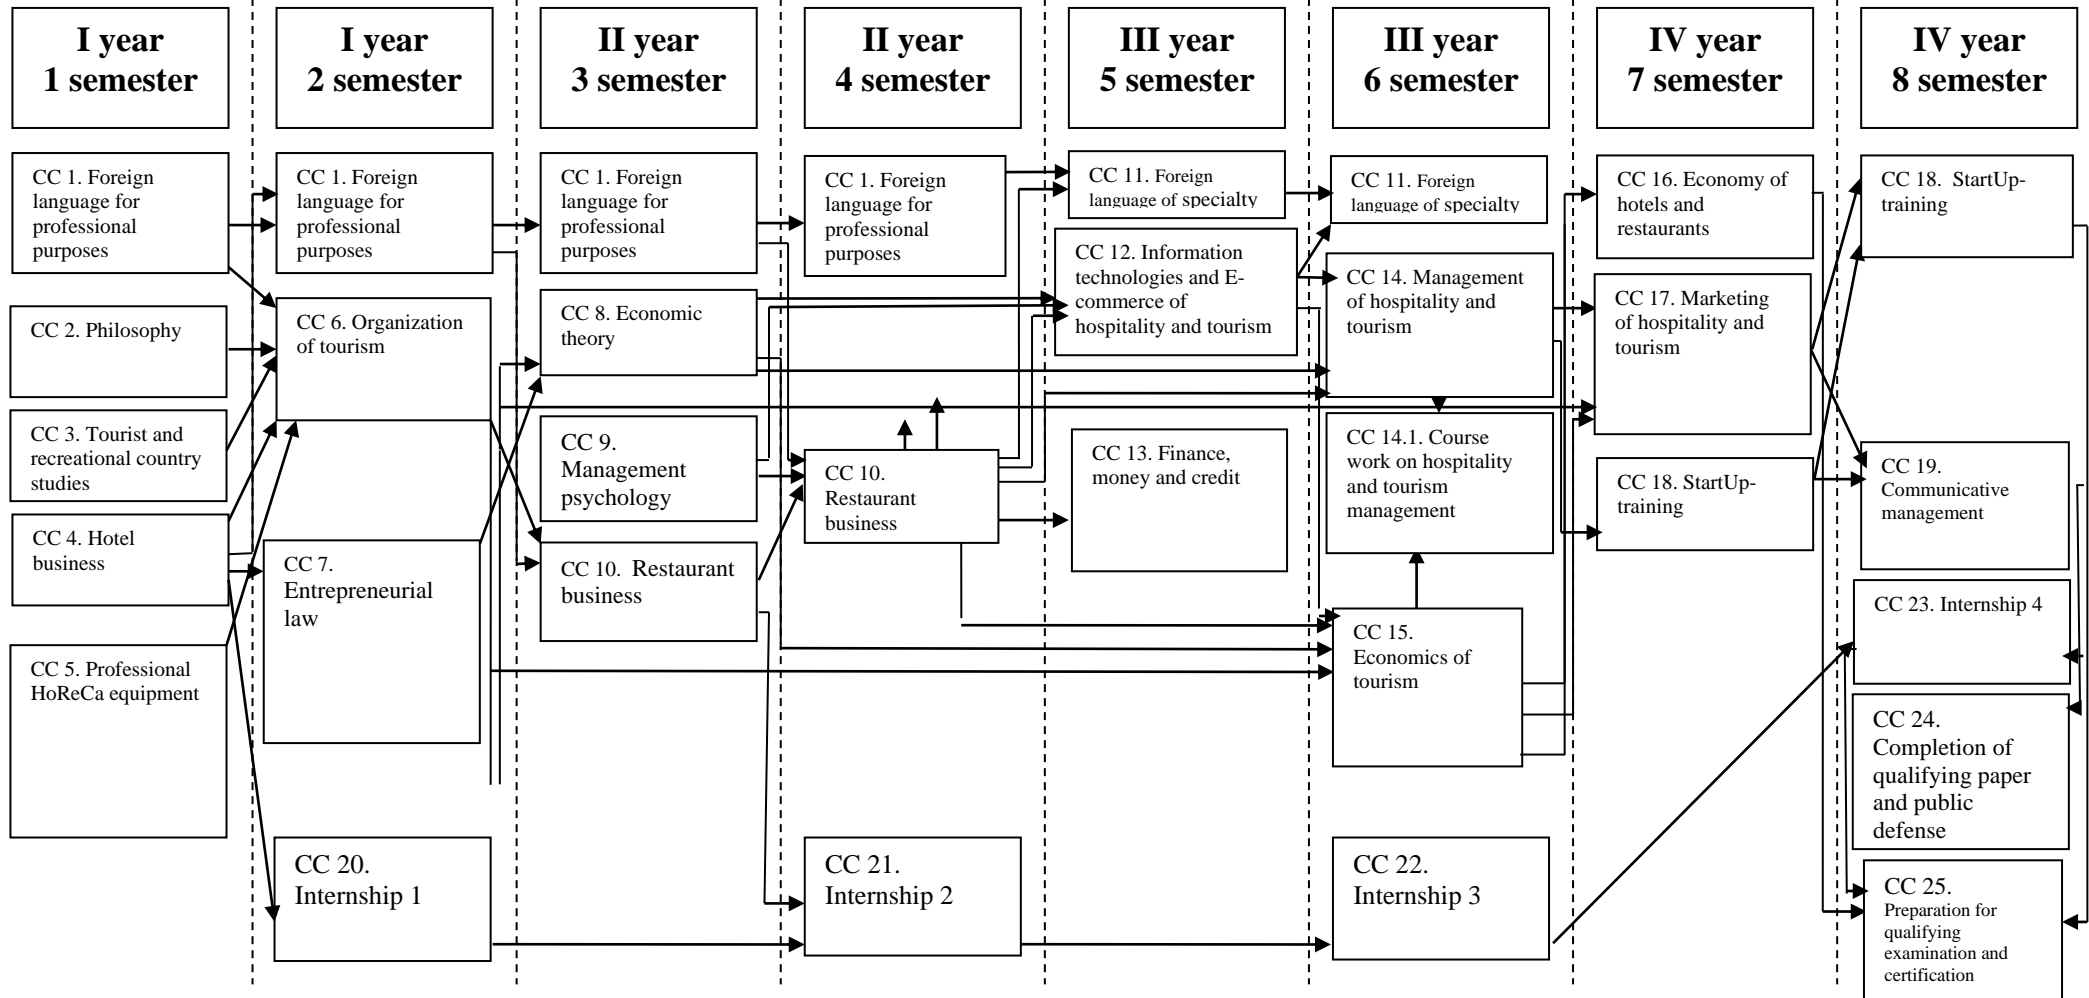 I year
1 semester
I year
2 semester
II year
3 semester
II year
4 semester
III year
5 semester
III year
6 semester
IV year
7 semester
IV year
8 semester
CC 1. Foreign
language for
professional
purposes
CC 2. Philosophy
CC 3. Tourist and
recreational country
studies
CC 4. Hotel
business
CC 5. Professional
HoReCa equipment
CC 1. Foreign
language for
professional
purposes
CC 6. Organization
of tourism
CC 7.
Entrepreneurial
law
CC 20.
Internship 1
CC 1. Foreign
language for
professional
purposes
CC 8. Economic
theory
CC 9.
Management
psychology
CC 10. Restaurant
business
CC 1. Foreign
language for
professional
purposes
CC 10.
Restaurant
business
CC 21.
Internship 2
CC 11. Foreign
language of specialty
CC 12. Information
technologies and E-
commerce of
hospitality and tourism
CC 13. Finance,
money and credit
CC 11. Foreign
language of specialty
CC 14. Management
of hospitality and
tourism
CC 14.1. Course
work on hospitality
and tourism
management
CC 15.
Economics of
tourism
CC 22.
Internship 3
CC 16. Economy of
hotels and
restaurants
CC 17. Marketing
of hospitality and
tourism
CC 18. StartUp-
training
CC 18. StartUp-
training
CC 19.
Communicative
management
CC 23. Internship 4
CC 24.
Completion of
qualifying paper
and public
defense
CC 25.
Preparation for
qualifying
examination and
certification